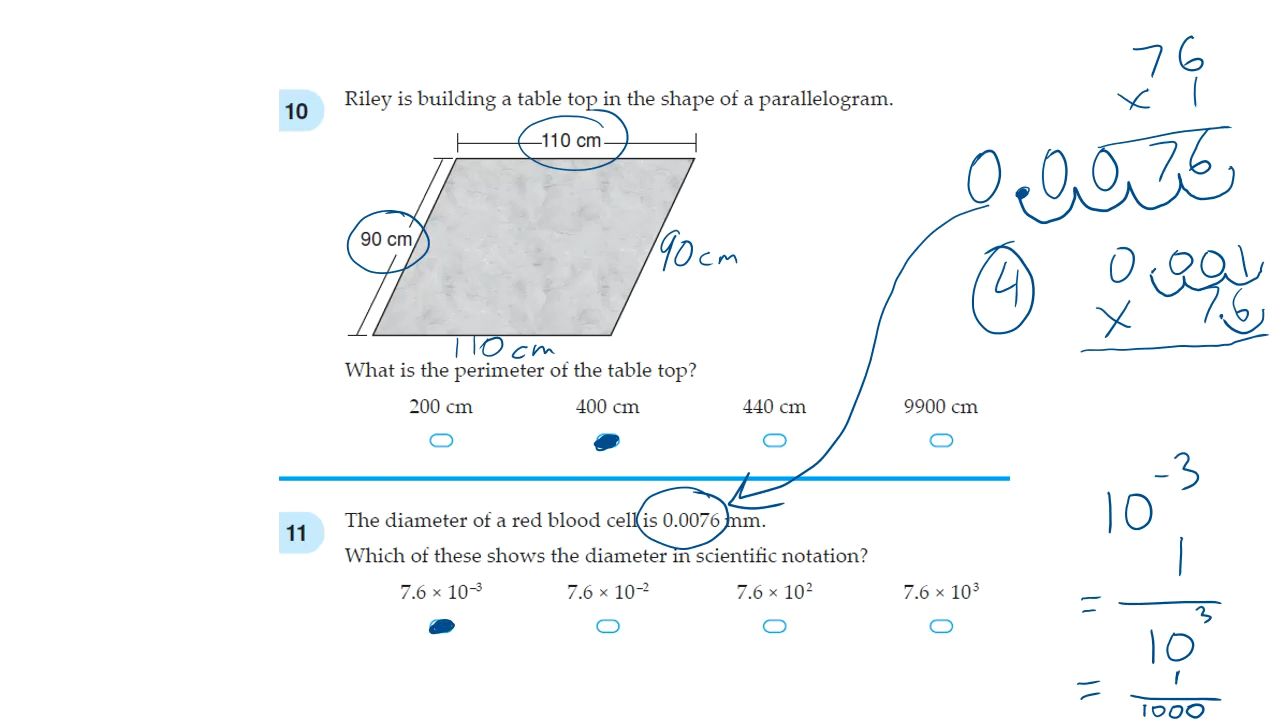 10
Riley is building a table top in the shape of a parallelogram.
110 cm
90 cm
90 cm
110 cm
What is the perimeter of the table top?
200 cm 400 cm 440 cm 9900 cm
11
The diameter of a red blood cell is 0.0076 mm.
Which of these shows the diameter in scientific notation?
7.6 × 10⁻³ 7.6 × 10⁻² 7.6 × 10² 7.6 × 10³
76
× 1
0.0076
4
0.001
× 7.6
10⁻³
= 1/10³
= 1/1000